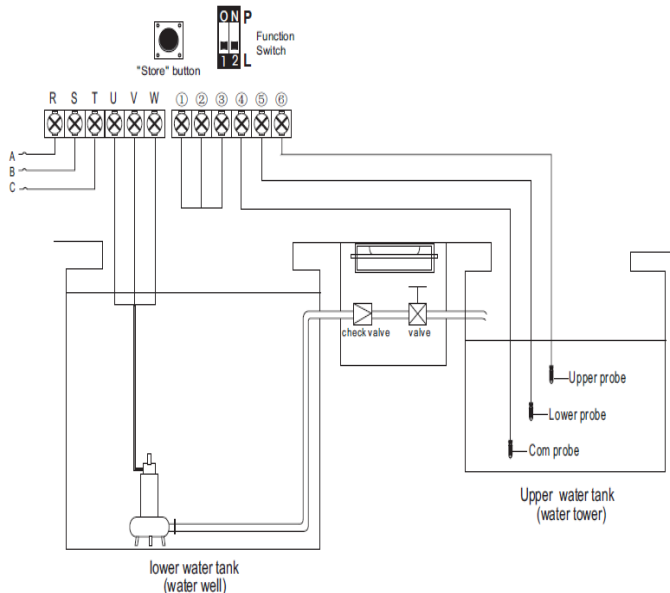 ON P
Function
Switch
1 2 L
"Store" button
R S T U V W ① ② ③ ④ ⑤ ⑥
A
B
C
check valve
valve
Upper probe
Lower probe
Com probe
Upper water tank
(water tower)
lower water tank
(water well)